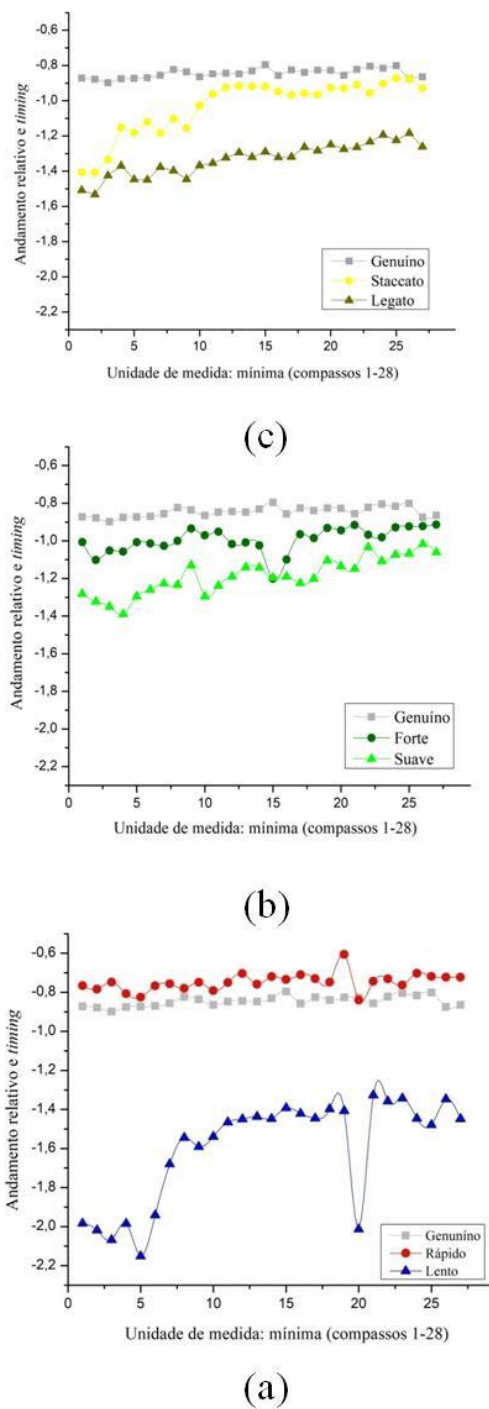 Andamento relativo e timing
-0,6
-0,8
-1,0
-1,2
-1,4
-1,6
-1,8
-2,0
-2,2
Genuíno
Staccato
Legato
0 5 10 15 20 25
Unidade de medida: mínima (compassos 1-28)
(c)
Andamento relativo e timing
-0,6
-0,8
-1,0
-1,2
-1,4
-1,6
-1,8
-2,0
-2,2
Genuíno
Forte
Suave
0 5 10 15 20 25
Unidade de medida: mínima (compassos 1-28)
(b)
Andamento relativo e timing
-0,6
-0,8
-1,0
-1,4
-1,6
-1,8
-2,0
-2,2
Genuníno
Rápido
Lento
0 5 10 15 20 25
Unidade de medida: mínima (compassos 1-28)
(a)